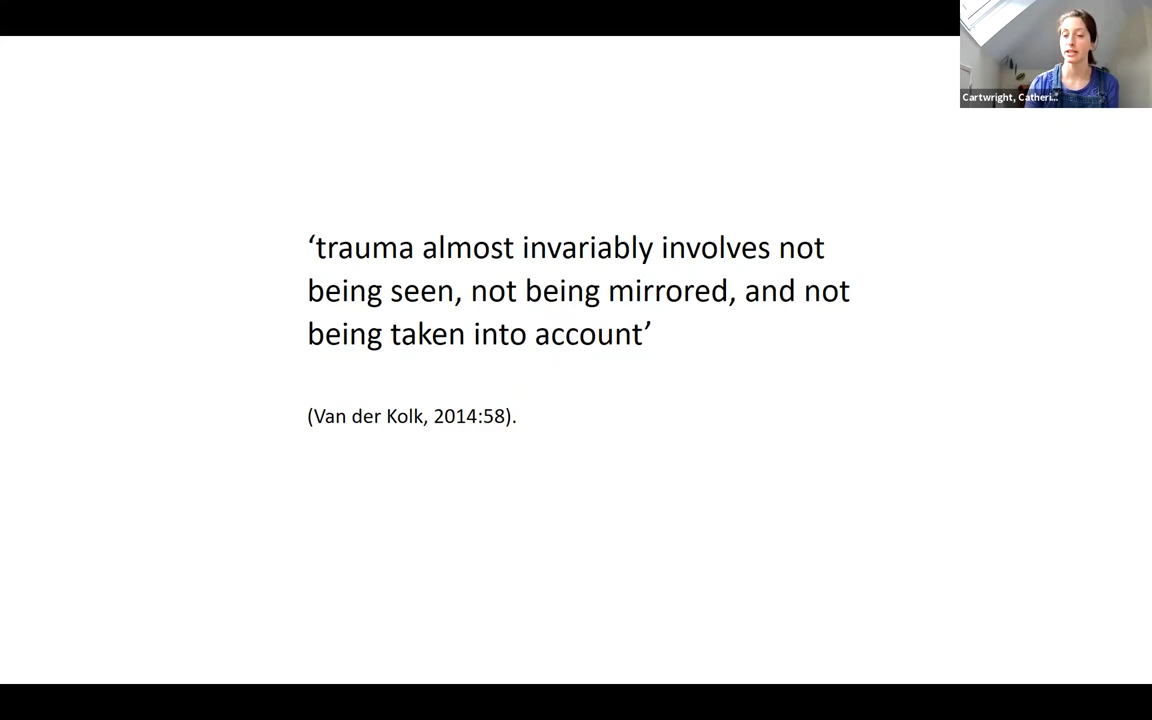 Cartwright, Catheri...
‘trauma almost invariably involves not
being seen, not being mirrored, and not
being taken into account’
(Van der Kolk, 2014:58).